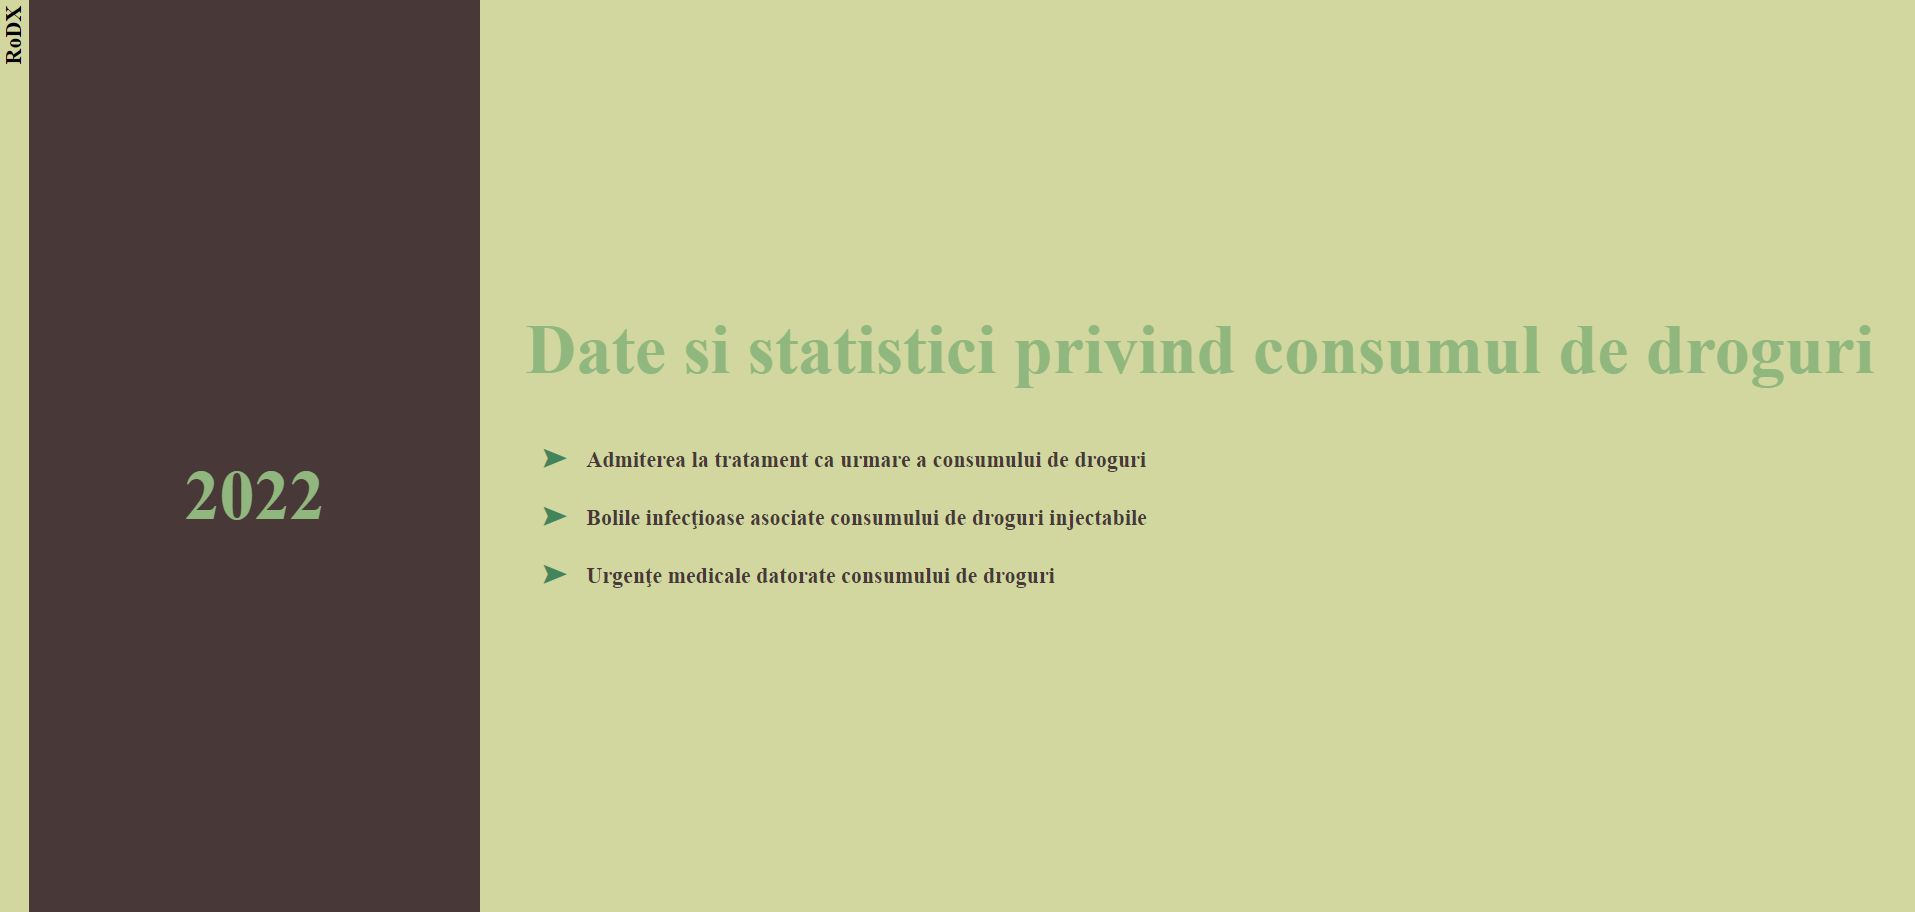 RoDX
2022
Date si statistici privind consumul de droguri
Admiterea la tratament ca urmare a consumului de droguri
Bolile infecţioase asociate consumului de droguri injectabile
Urgenţe medicale datorate consumului de droguri